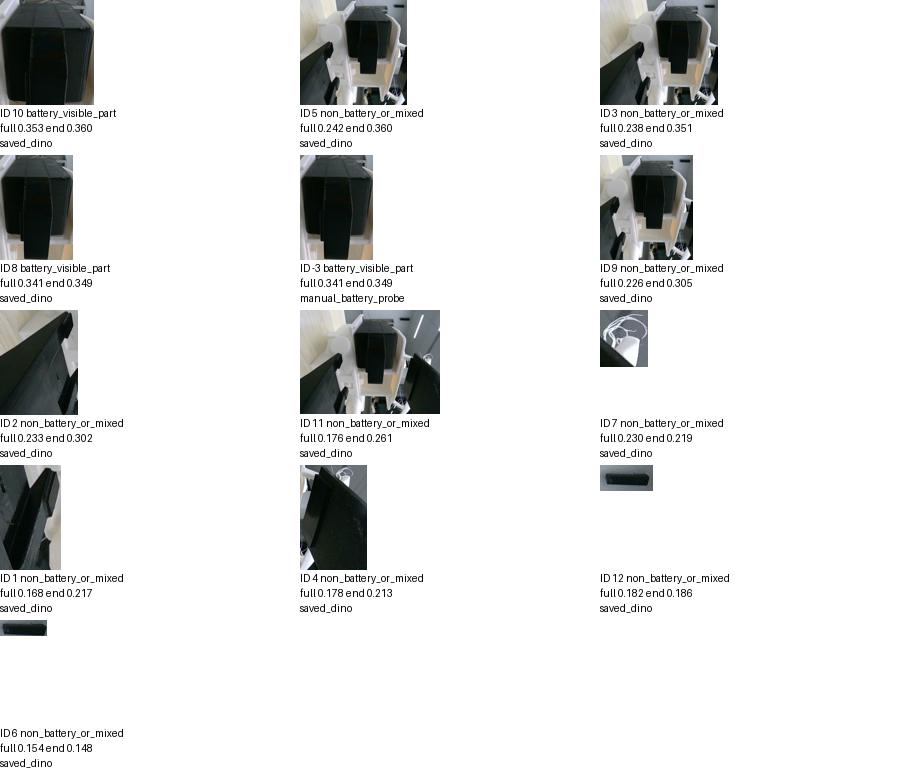 ID 10 battery_visible_part
full 0.353 end 0.360
saved_dino
ID 5 non_battery_or_mixed
full 0.242 end 0.360
saved_dino
ID 3 non_battery_or_mixed
full 0.238 end 0.351
saved_dino
ID 8 battery_visible_part
full 0.341 end 0.349
saved_dino
ID -3 battery_visible_part
full 0.341 end 0.349
manual_battery_probe
ID 9 non_battery_or_mixed
full 0.226 end 0.305
saved_dino
ID 2 non_battery_or_mixed
full 0.233 end 0.302
saved_dino
ID 11 non_battery_or_mixed
full 0.176 end 0.261
saved_dino
ID 7 non_battery_or_mixed
full 0.230 end 0.219
saved_dino
ID 1 non_battery_or_mixed
full 0.168 end 0.217
saved_dino
ID 4 non_battery_or_mixed
full 0.178 end 0.213
saved_dino
ID 12 non_battery_or_mixed
full 0.182 end 0.186
saved_dino
ID 6 non_battery_or_mixed
full 0.154 end 0.148
saved_dino